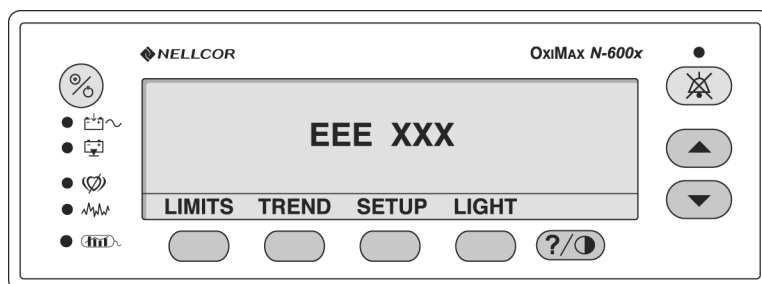 NELLCOR
OXIMAX N-600x
EEE XXX
LIMITS TREND SETUP LIGHT
?/